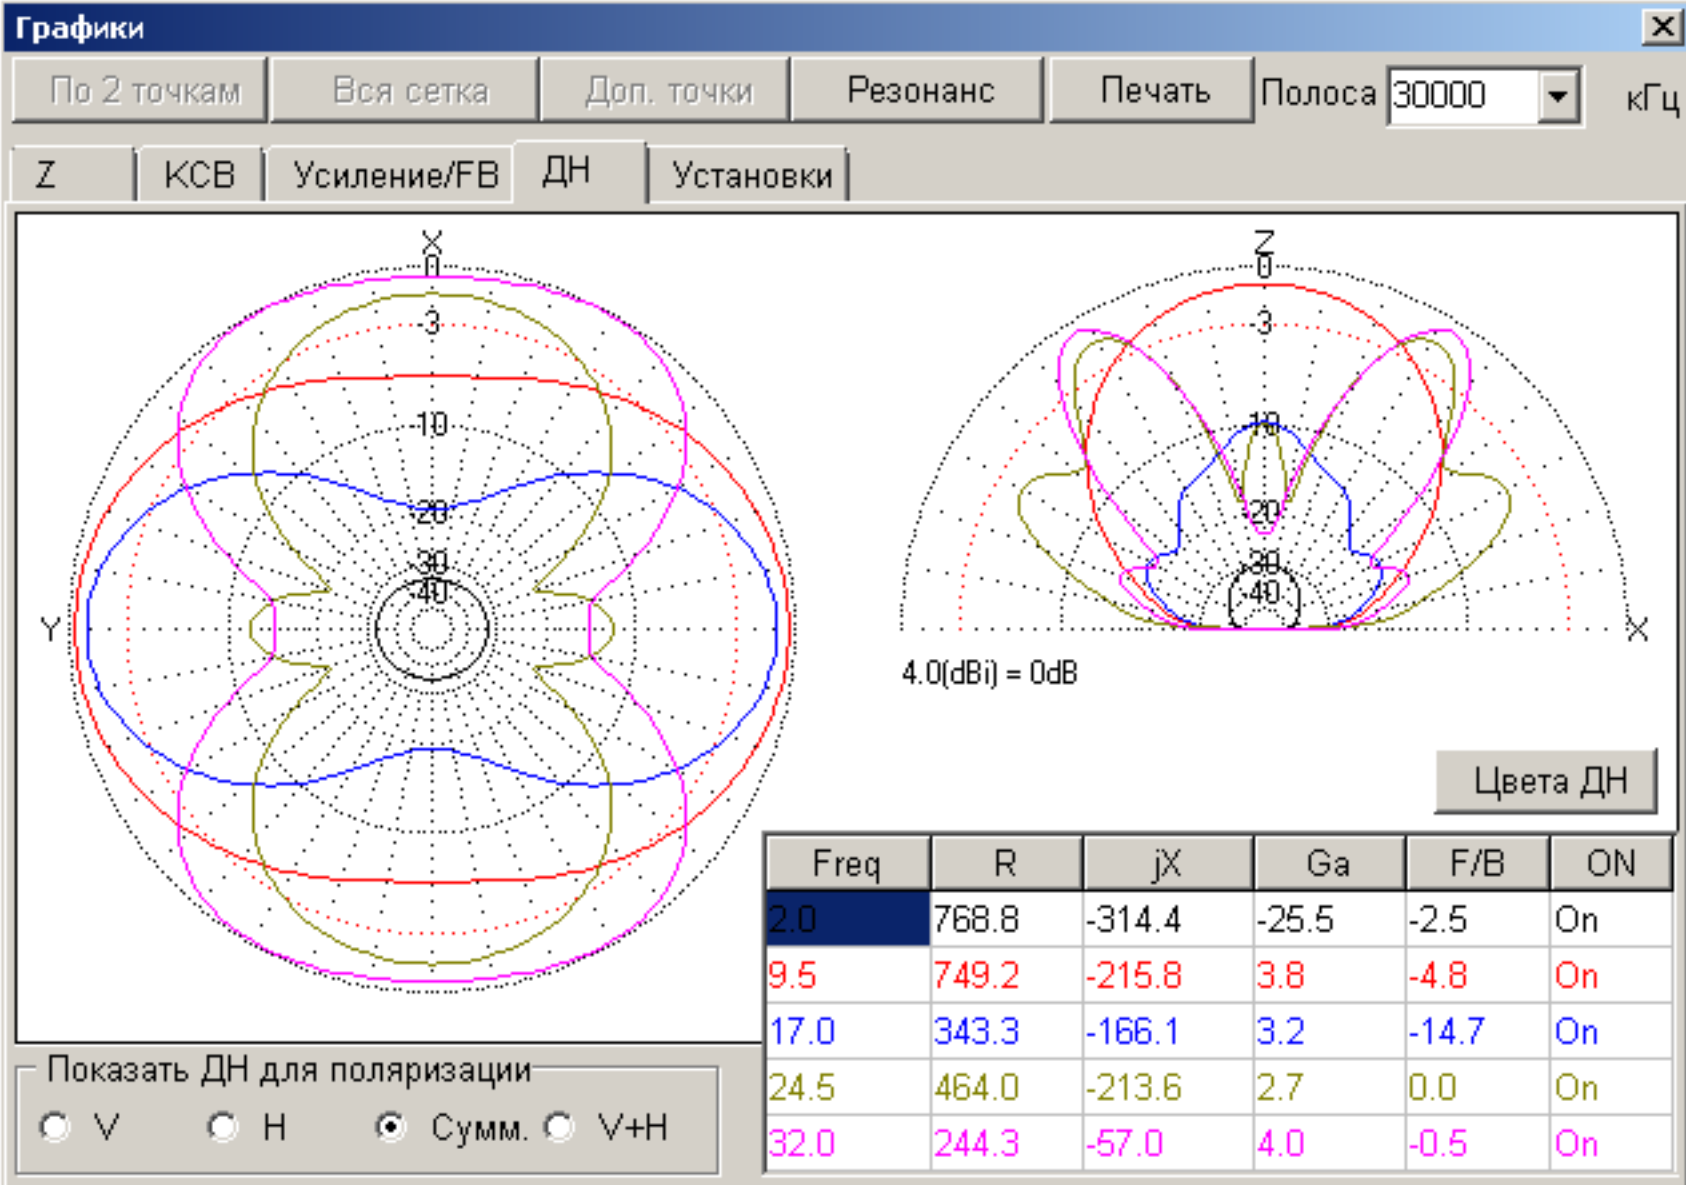 Графики
По 2 точкам Вся сетка Доп. точки Резонанс Печать Полоса 30000 кГц
Z КСВ Усиление/FB ДН Установки
X Z
0 0
-3 -3
-10 -10
-20 -20
-30 -30
-40 -40
Y X
4.0(dBi) = 0dB
Цвета ДН
Freq R jX Ga F/B ON
2.0 768.8 -314.4 -25.5 -2.5 On
9.5 749.2 -215.8 3.8 -4.8 On
17.0 343.3 -166.1 3.2 -14.7 On
24.5 464.0 -213.6 2.7 0.0 On
32.0 244.3 -57.0 4.0 -0.5 On
Показать ДН для поляризации
V H Сумм. V+H